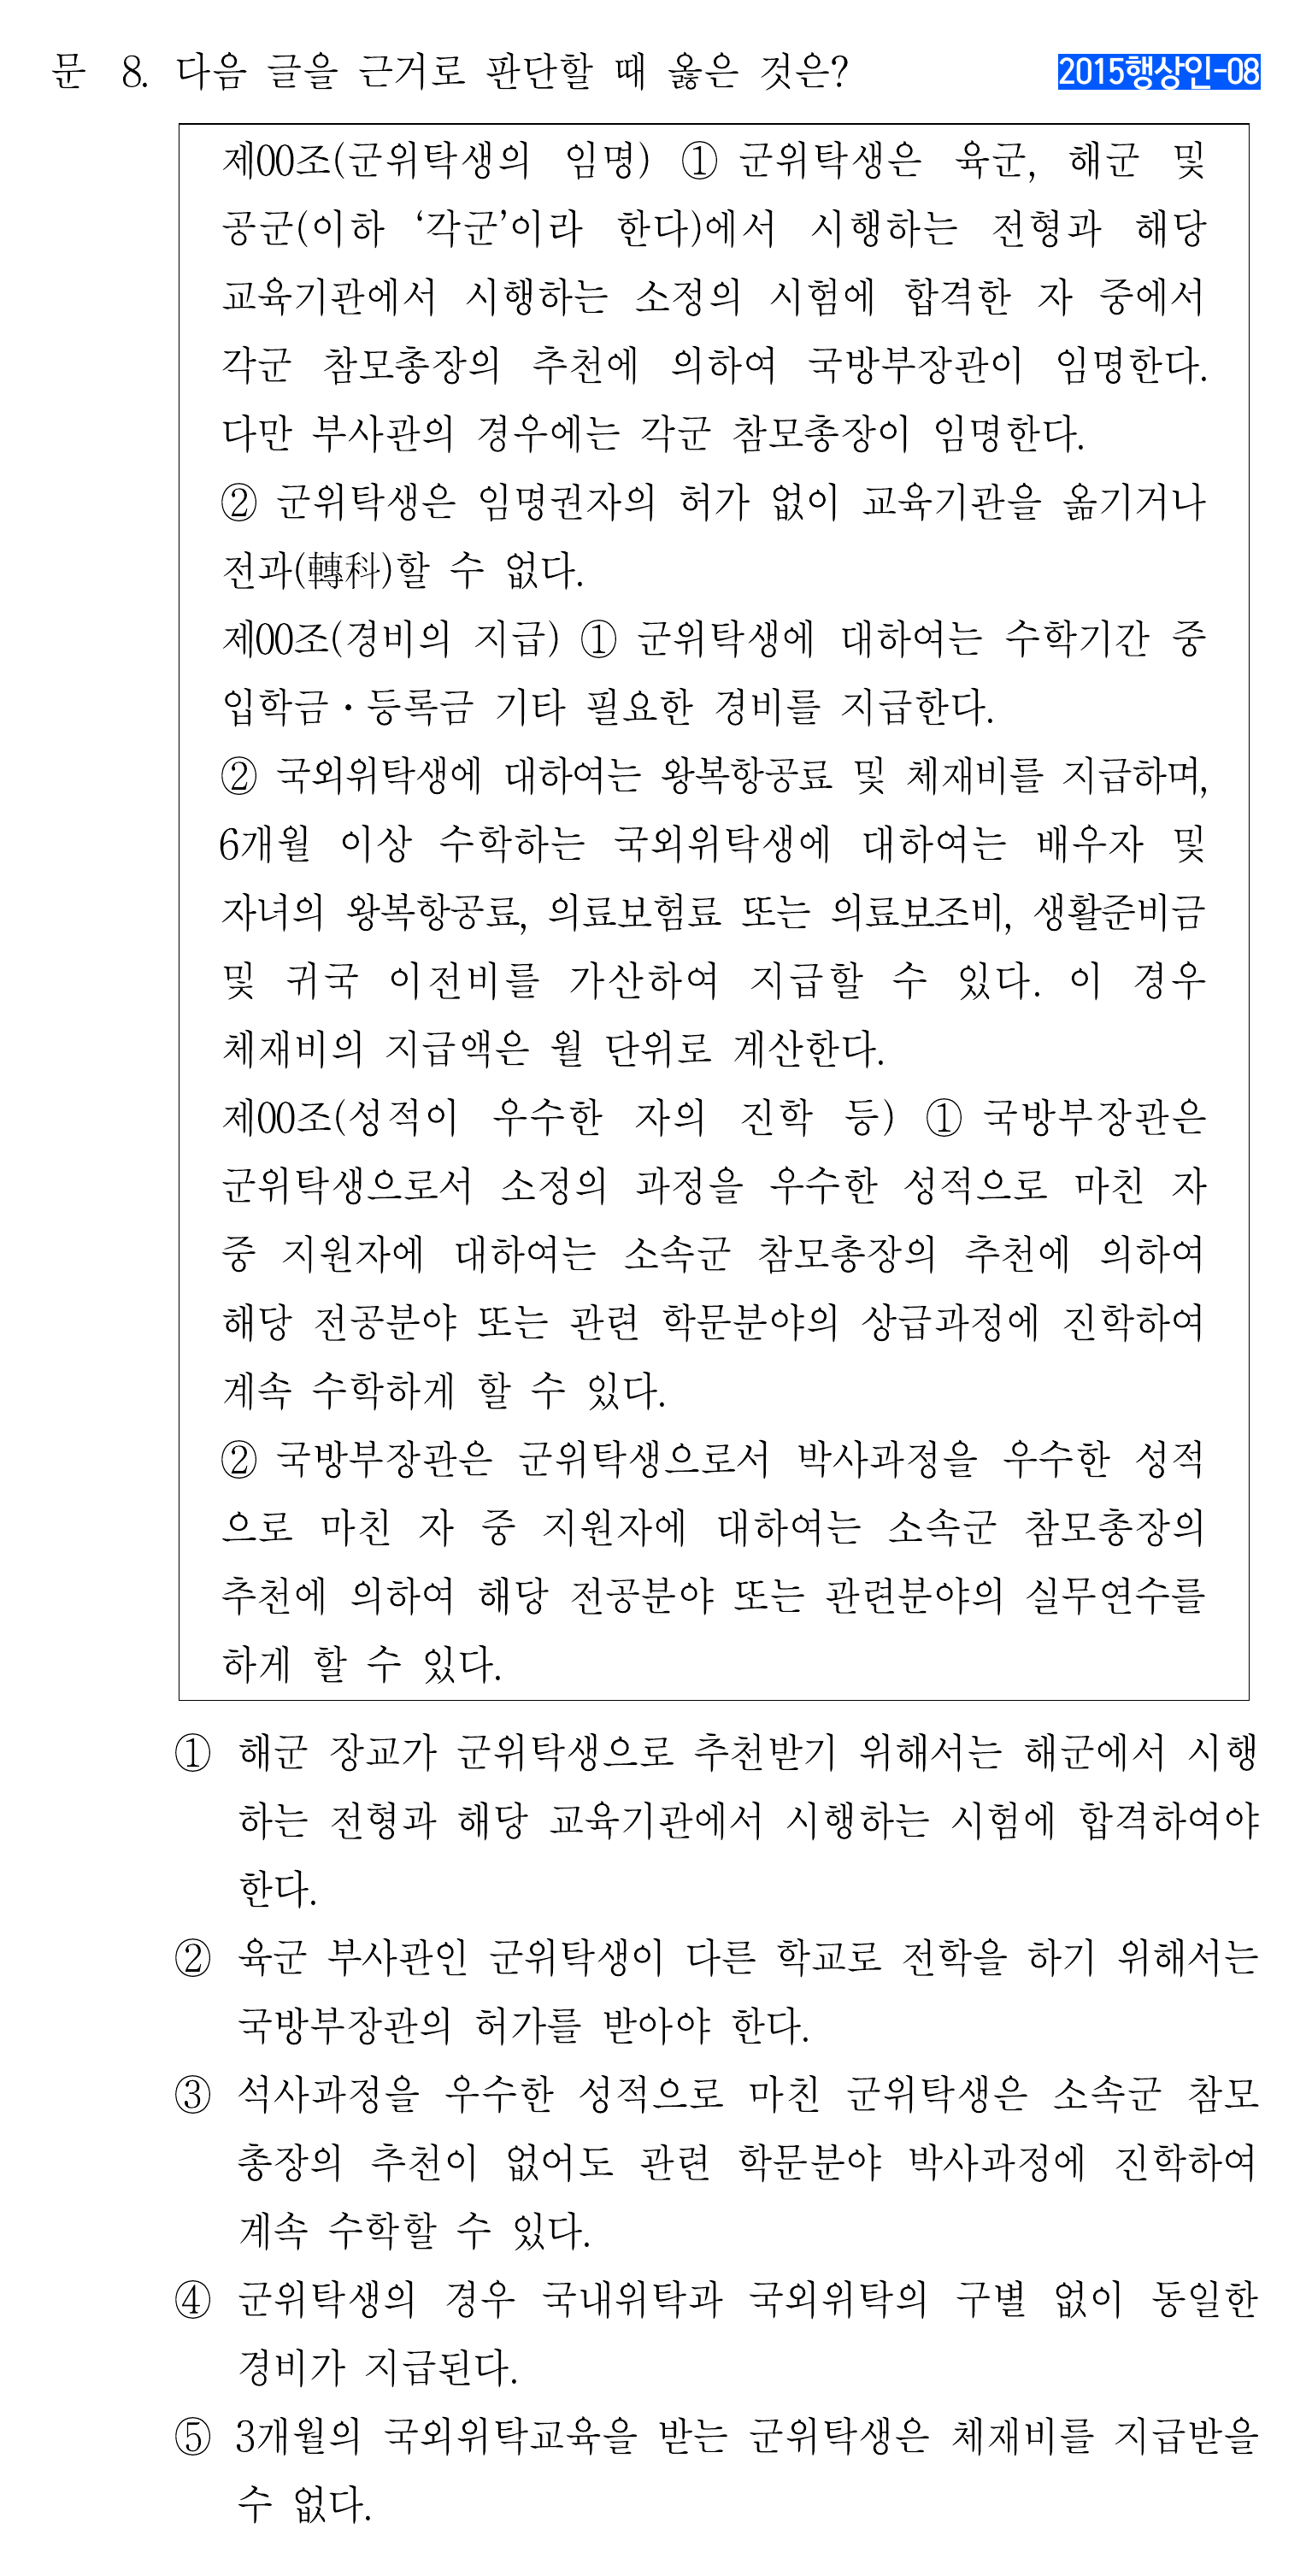 문 8. 다음 글을 근거로 판단할 때 옳은 것은?
2015행상인-08
제00조(군위탁생의 임명) ① 군위탁생은 육군, 해군 및
공군(이하 ‘각군’이라 한다)에서 시행하는 전형과 해당
교육기관에서 시행하는 소정의 시험에 합격한 자 중에서
각군 참모총장의 추천에 의하여 국방부장관이 임명한다.
다만 부사관의 경우에는 각군 참모총장이 임명한다.
② 군위탁생은 임명권자의 허가 없이 교육기관을 옮기거나
전과(轉科)할 수 없다.
제00조(경비의 지급) ① 군위탁생에 대하여는 수학기간 중
입학금·등록금 기타 필요한 경비를 지급한다.
② 국외위탁생에 대하여는 왕복항공료 및 체재비를 지급하며,
6개월 이상 수학하는 국외위탁생에 대하여는 배우자 및
자녀의 왕복항공료, 의료보험료 또는 의료보조비, 생활준비금
및 귀국 이전비를 가산하여 지급할 수 있다. 이 경우
체재비의 지급액은 월 단위로 계산한다.
제00조(성적이 우수한 자의 진학 등) ① 국방부장관은
군위탁생으로서 소정의 과정을 우수한 성적으로 마친 자
중 지원자에 대하여는 소속군 참모총장의 추천에 의하여
해당 전공분야 또는 관련 학문분야의 상급과정에 진학하여
계속 수학하게 할 수 있다.
② 국방부장관은 군위탁생으로서 박사과정을 우수한 성적
으로 마친 자 중 지원자에 대하여는 소속군 참모총장의
추천에 의하여 해당 전공분야 또는 관련분야의 실무연수를
하게 할 수 있다.
① 해군 장교가 군위탁생으로 추천받기 위해서는 해군에서 시행
하는 전형과 해당 교육기관에서 시행하는 시험에 합격하여야
한다.
② 육군 부사관인 군위탁생이 다른 학교로 전학을 하기 위해서는
국방부장관의 허가를 받아야 한다.
③ 석사과정을 우수한 성적으로 마친 군위탁생은 소속군 참모
총장의 추천이 없어도 관련 학문분야 박사과정에 진학하여
계속 수학할 수 있다.
④ 군위탁생의 경우 국내위탁과 국외위탁의 구별 없이 동일한
경비가 지급된다.
⑤ 3개월의 국외위탁교육을 받는 군위탁생은 체재비를 지급받을
수 없다.